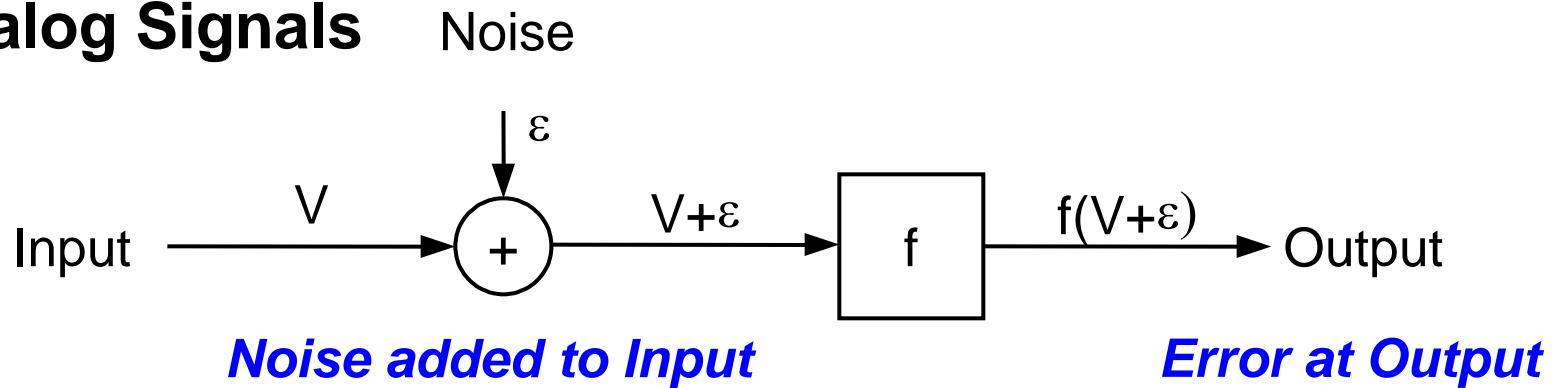 alog Signals Noise
ε
V V+ε f(V+ε)
Input + f Output
Noise added to Input Error at Output